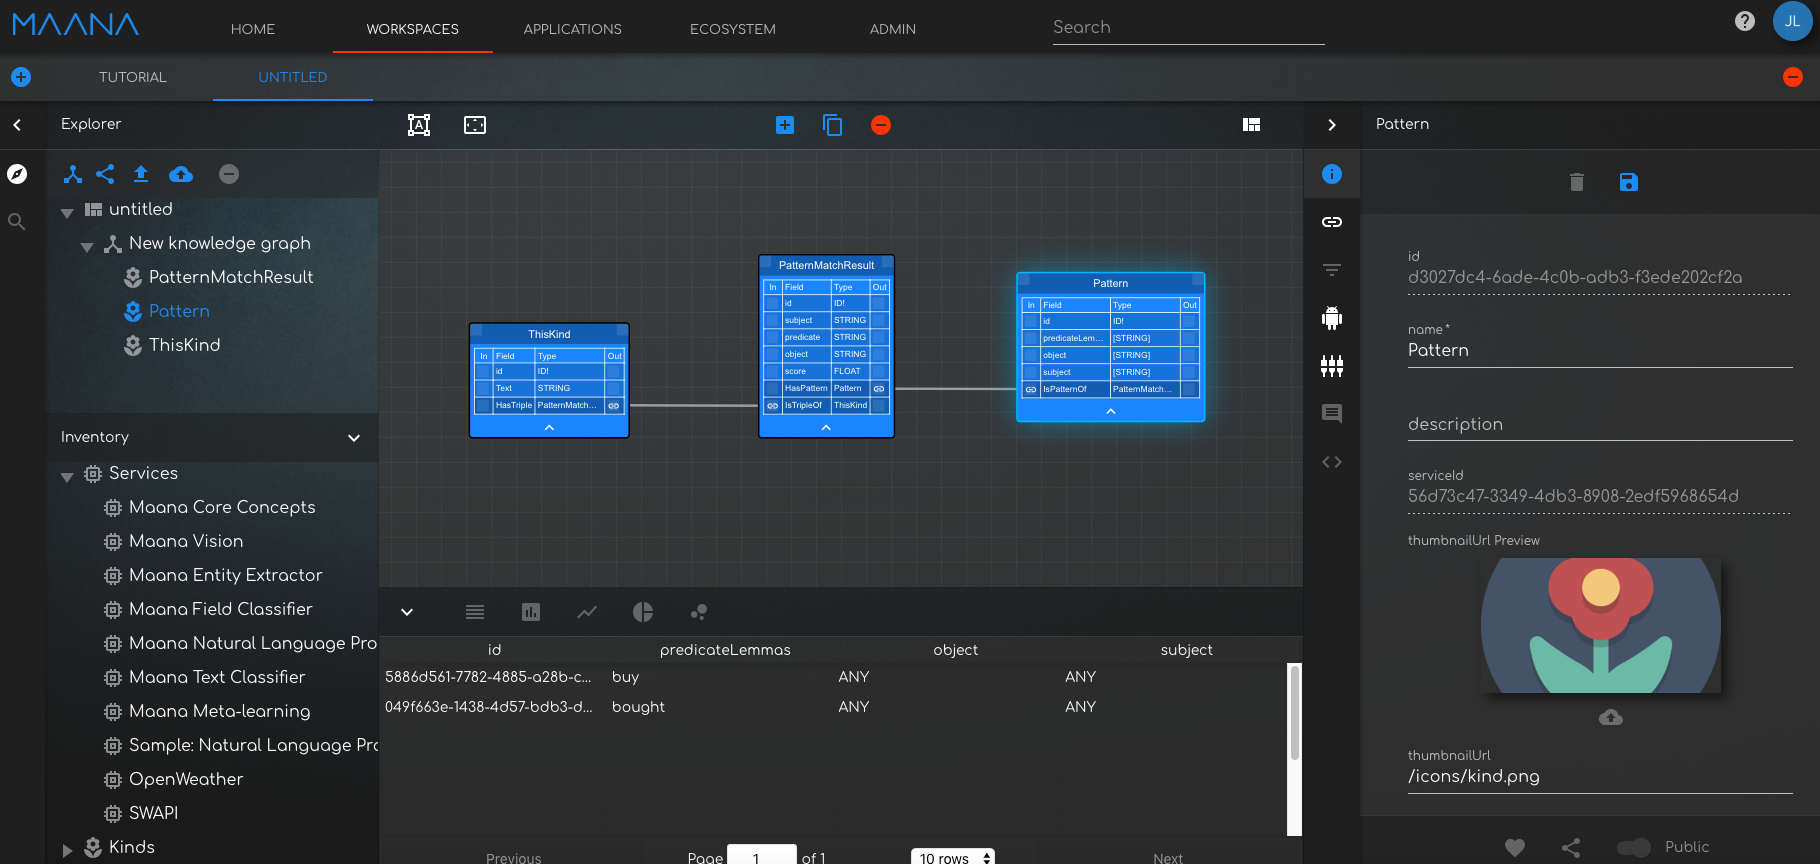 MAANA
HOME
WORKSPACES
APPLICATIONS
ECOSYSTEM
ADMIN
Search
JL
TUTORIAL
UNTITLED
Explorer
untitled
New knowledge graph
PatternMatchResult
Pattern
ThisKind
Inventory
Services
Maana Core Concepts
Maana Vision
Maana Entity Extractor
Maana Field Classifier
Maana Natural Language Pro
Maana Text Classifier
Maana Meta-learning
Sample: Natural Language Pro
OpenWeather
SWAPI
Kinds
ThisKind
In Field Type Out
id ID!
Text STRING
HasTriple PatternMatch...
PatternMatchResult
In Field Type Out
id ID!
subject STRING
predicate STRING
object STRING
score FLOAT
HasPattern Pattern
IsTripleOf ThisKind
Pattern
In Field Type Out
id ID!
predicateLem... [STRING]
object [STRING]
subject [STRING]
IsPatternOf PatternMatch...
id predicateLemmas object subject
5886d561-7782-4885-a28b-c... buy ANY ANY
049f663e-1438-4d57-bdb3-d... bought ANY ANY
Previous Page 1 of 1 10 rows Next
Pattern
id
d3027dc4-6ade-4c0b-adb3-f3ede202cf2a
name *
Pattern
description
serviceId
56d73c47-3349-4db3-8908-2edf5968654d
thumbnailUrl Preview
thumbnailUrl
/icons/kind.png
Public